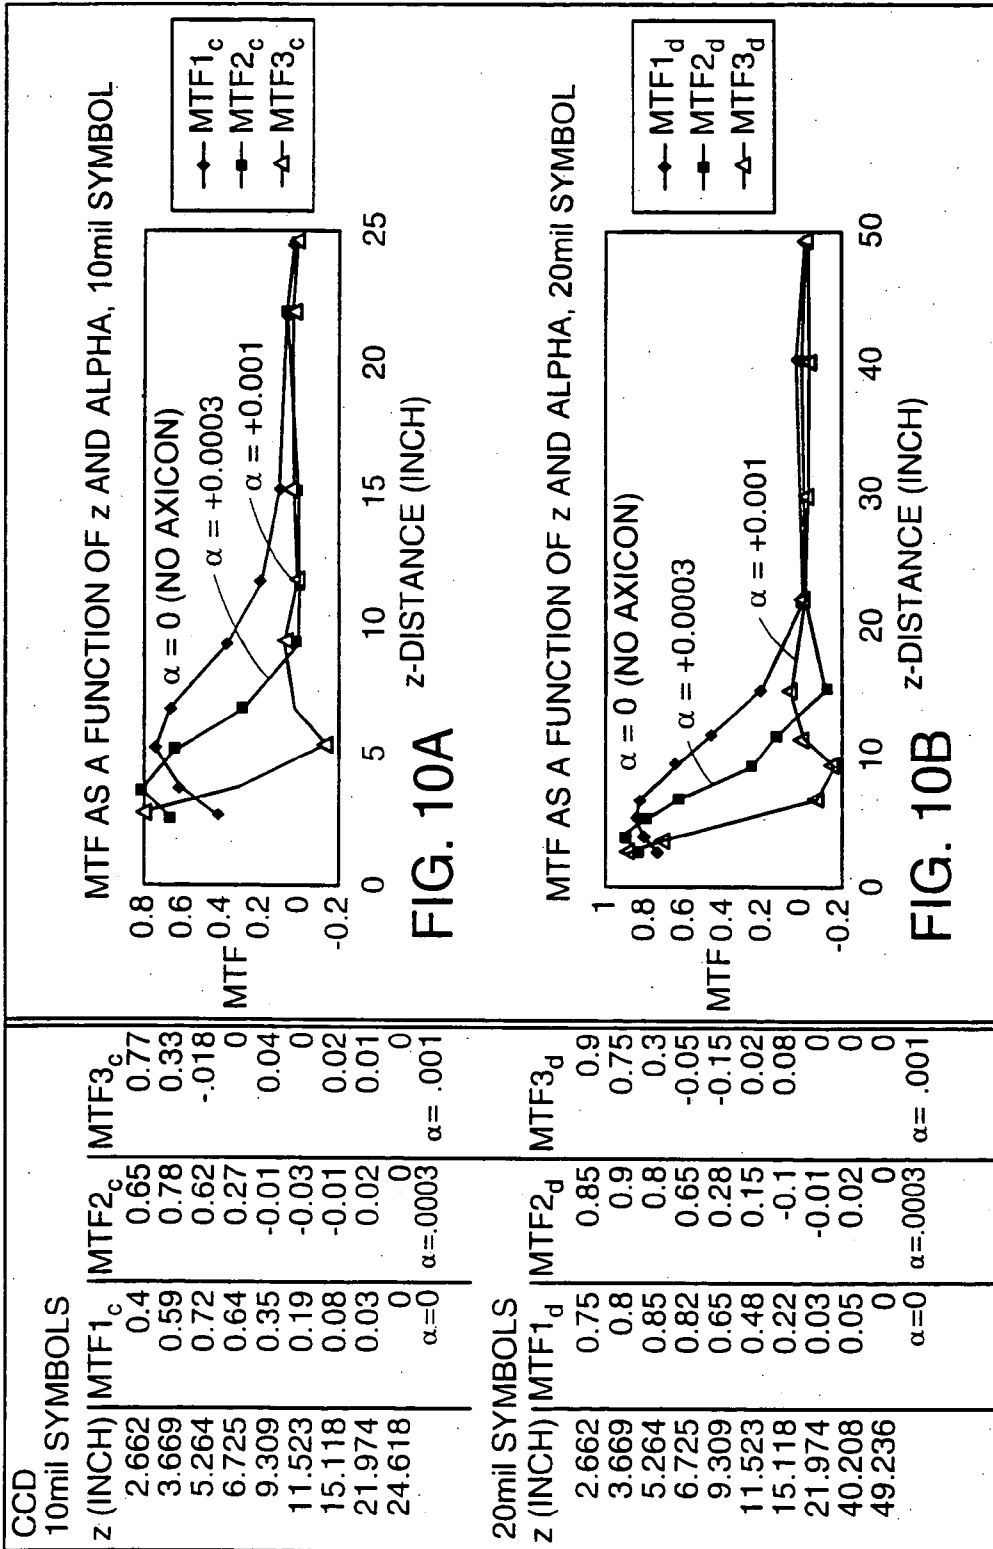 CCD
10mil SYMBOLS
z (INCH) MTF1c MTF2c MTF3c
2.662 0.4 0.65 0.77
3.669 0.59 0.78 0.33
5.264 0.72 0.62 -.018
6.725 0.64 0.27 0
9.309 0.35 -0.01 0.04
11.523 0.19 -0.03 0
15.118 0.08 -0.01 0.02
21.974 0.03 0.02 0.01
24.618 0 0 0
α=0 α=.0003 α= .001
20mil SYMBOLS
z (INCH) MTF1d MTF2d MTF3d
2.662 0.75 0.85 0.9
3.669 0.8 0.9 0.75
5.264 0.85 0.8 0.3
6.725 0.82 0.65 -0.05
9.309 0.65 0.28 -0.15
11.523 0.48 0.15 0.02
15.118 0.22 -0.1 0.08
21.974 0.03 -0.01 0
40.208 0.05 0.02 0
49.236 0 0 0
α=0 α=.0003 α= .001
MTF AS A FUNCTION OF z AND ALPHA, 10mil SYMBOL
0.8
0.6
MTF 0.4
0.2
0
-0.2
α = 0 (NO AXICON)
α = +0.0003
α = +0.001
0 5 10 15 20 25
z-DISTANCE (INCH)
MTF1c
MTF2c
MTF3c
FIG. 10A
MTF AS A FUNCTION OF z AND ALPHA, 20mil SYMBOL
1
0.8
0.6
MTF 0.4
0.2
0
-0.2
α = 0 (NO AXICON)
α = +0.0003
α = +0.001
0 10 20 30 40 50
z-DISTANCE (INCH)
MTF1d
MTF2d
MTF3d
FIG. 10B